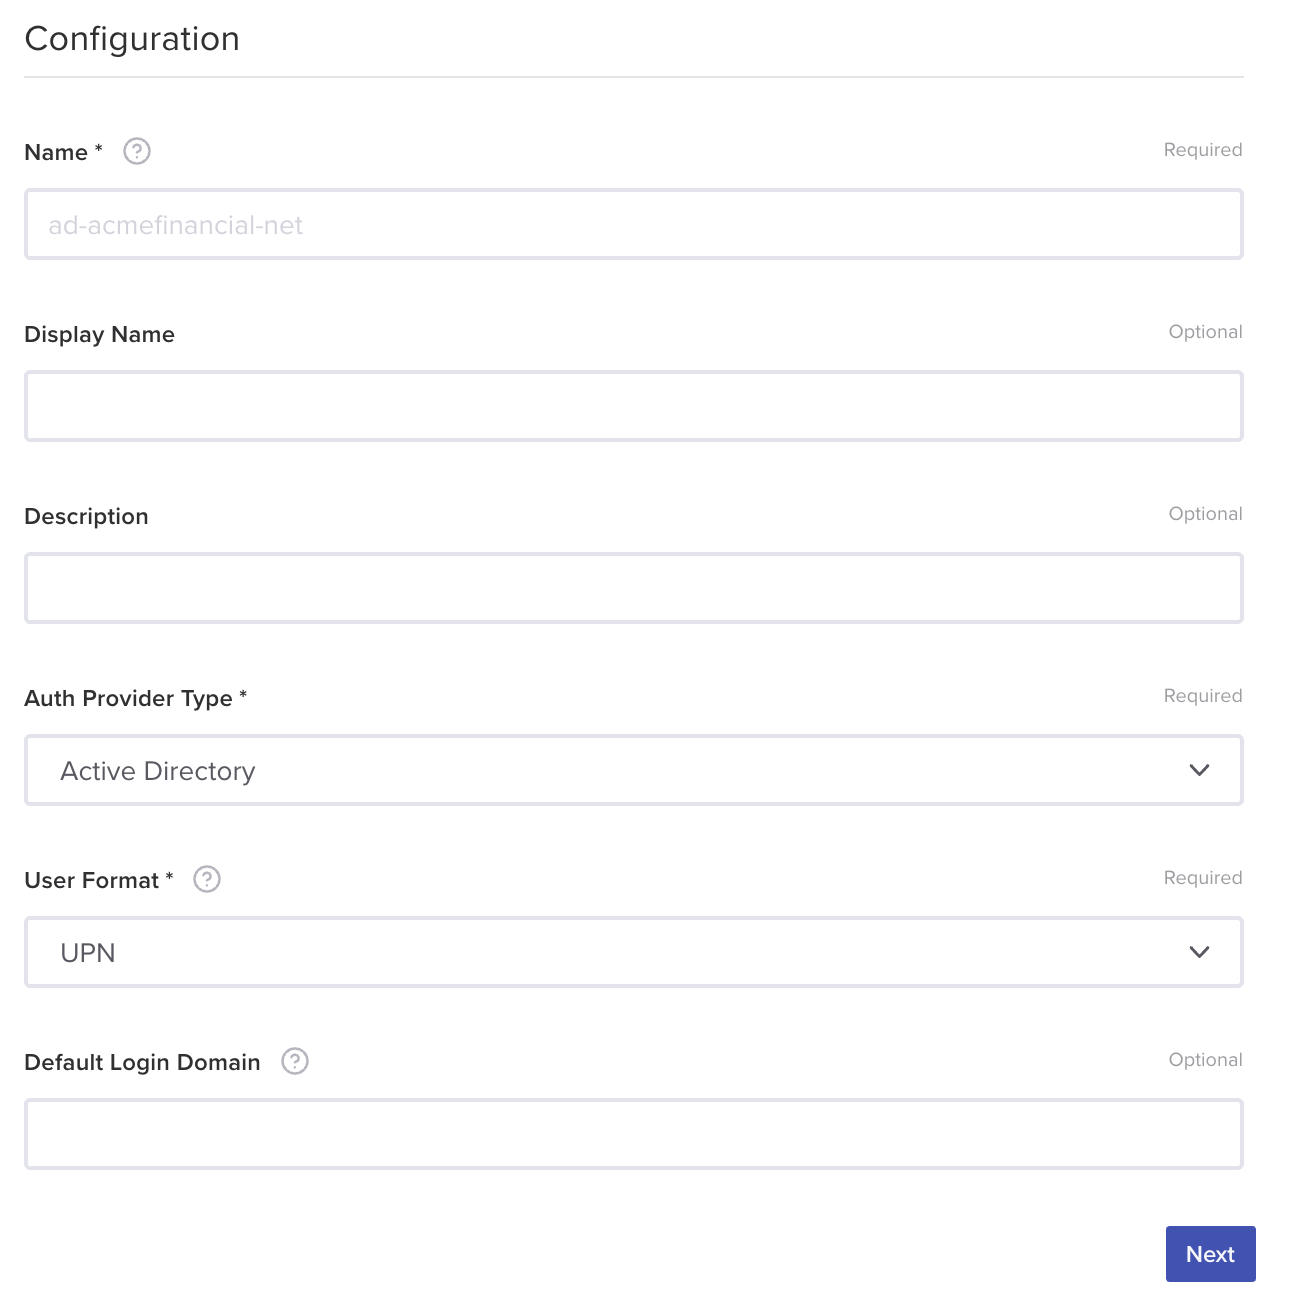 Configuration
Name * ?
Required
ad-acmefinancial-net
Display Name
Optional
Description
Optional
Auth Provider Type *
Required
Active Directory
User Format * ?
Required
UPN
Default Login Domain ?
Optional
Next